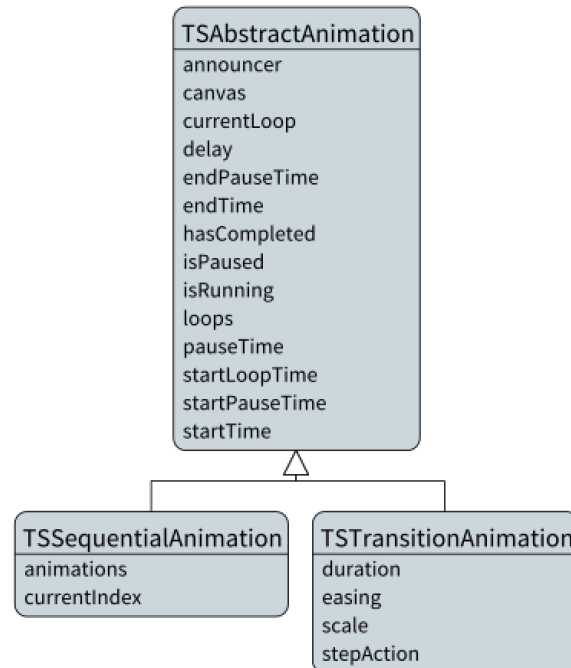 TSAbstractAnimation
announcer
canvas
currentLoop
delay
endPauseTime
endTime
hasCompleted
isPaused
isRunning
loops
pauseTime
startLoopTime
startPauseTime
startTime
TSSequentialAnimation
animations
currentIndex
TSTransitionAnimation
duration
easing
scale
stepAction